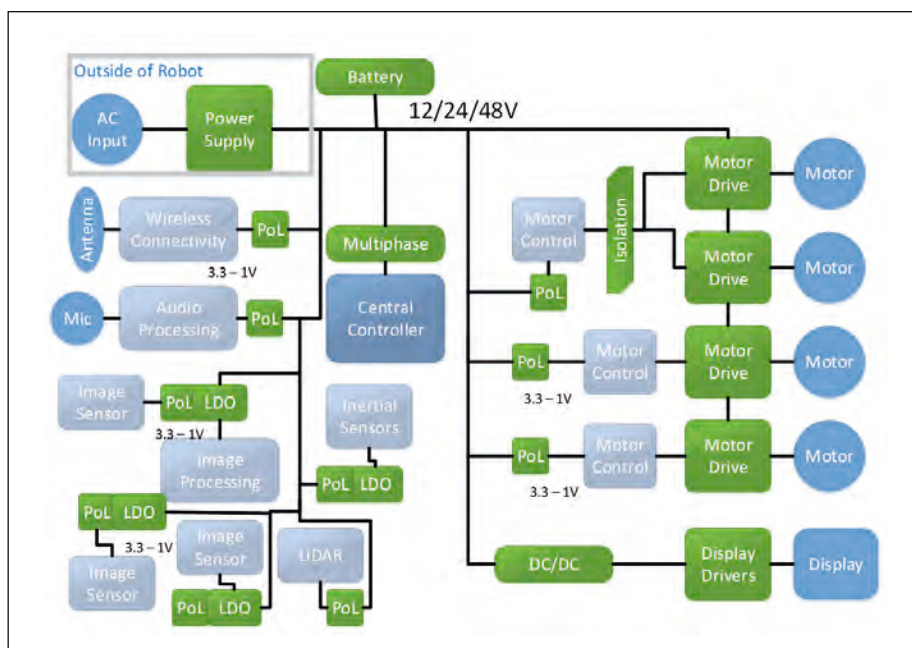 Outside of Robot
AC
Input
Power
Supply
Battery
12/24/48V
Antenna
Wireless
Connectivity
PoL
3.3 – 1V
Mic
Audio
Processing
PoL
Multiphase
Central
Controller
Image
Sensor
PoL LDO
3.3 – 1V
Image
Processing
Inertial
Sensors
PoL LDO
PoL LDO
3.3 – 1V
Image
Sensor
Image
Sensor
PoL LDO
LiDAR
PoL
Motor
Control
PoL
Isolation
Motor
Drive
Motor
Motor
Drive
Motor
PoL
3.3 – 1V
Motor
Control
Motor
Drive
Motor
PoL
3.3 – 1V
Motor
Control
Motor
Drive
Motor
DC/DC
Display
Drivers
Display